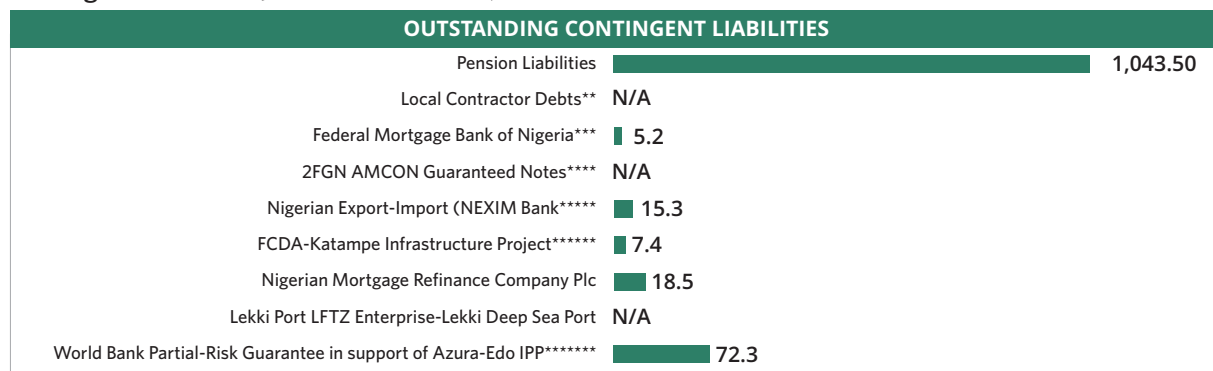 OUTSTANDING CONTINGENT LIABILITIES
Pension Liabilities 1,043.50
Local Contractor Debts** N/A
Federal Mortgage Bank of Nigeria*** 5.2
2FGN AMCON Guaranteed Notes**** N/A
Nigerian Export-Import (NEXIM Bank***** 15.3
FCDA-Katampe Infrastructure Project****** 7.4
Nigerian Mortgage Refinance Company Plc 18.5
Lekki Port LFTZ Enterprise-Lekki Deep Sea Port N/A
World Bank Partial-Risk Guarantee in support of Azura-Edo IPP******* 72.3